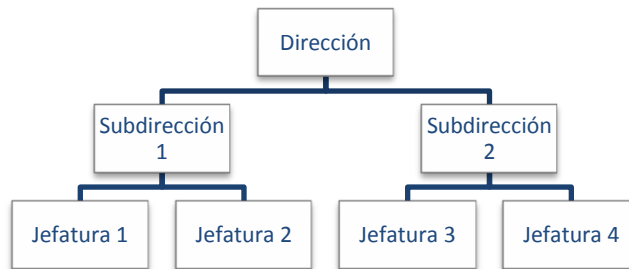 Dirección
Subdirección
1
Subdirección
2
Jefatura 1
Jefatura 2
Jefatura 3
Jefatura 4